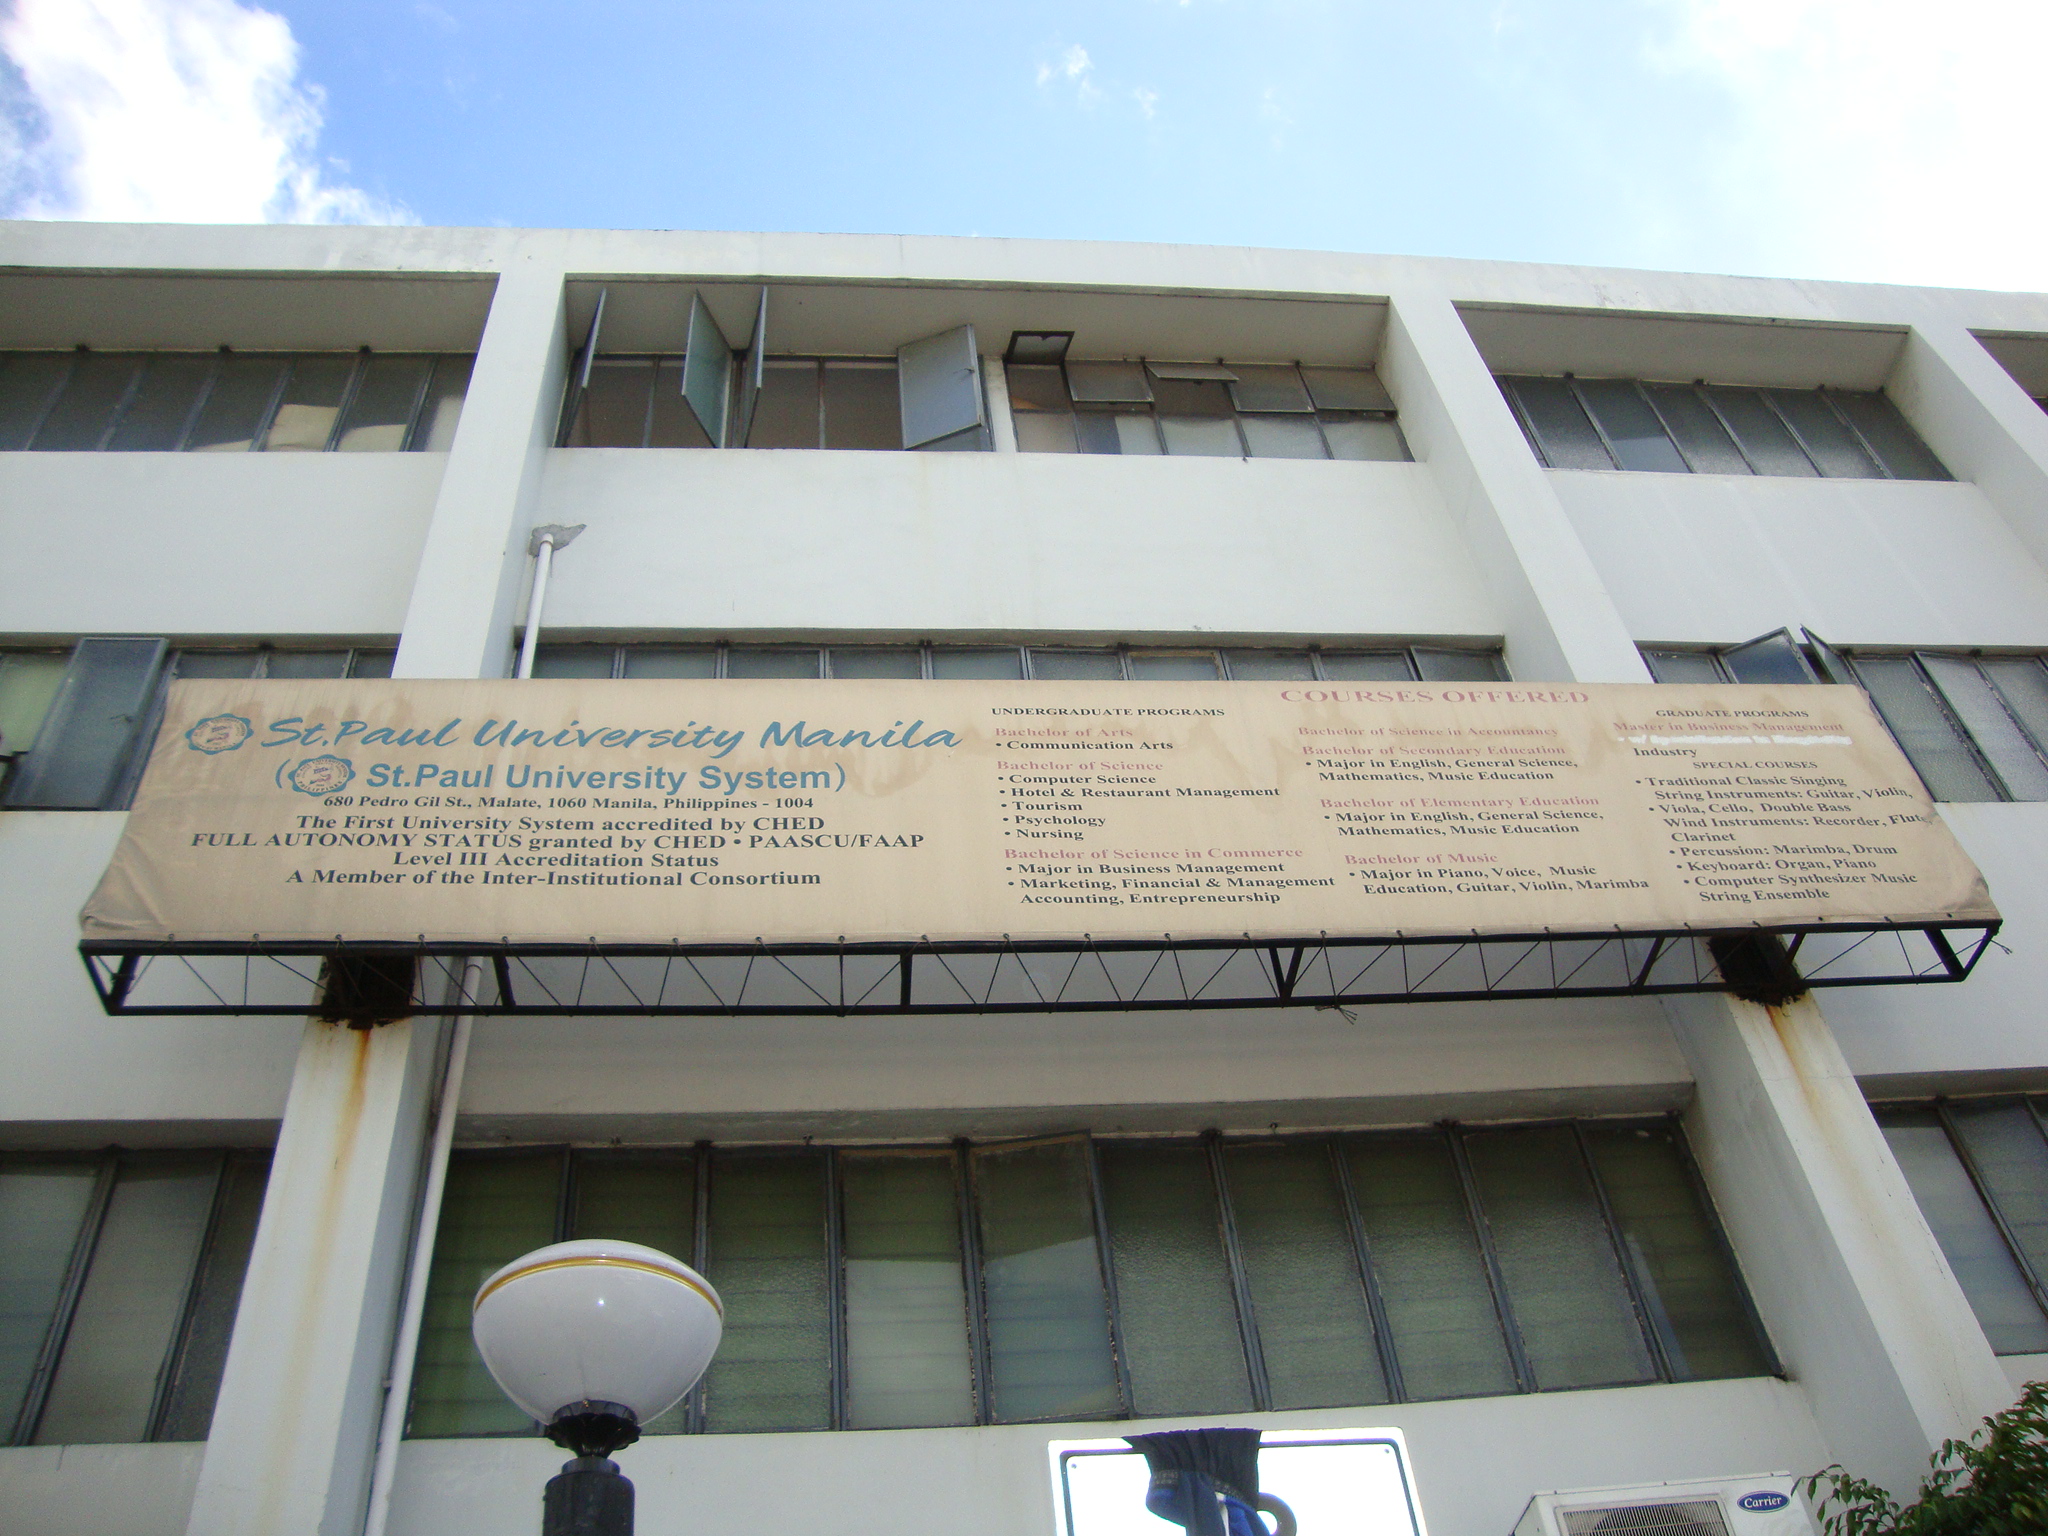 St.Paul University Manila
(St.Paul University System)
680 Pedro Gil St., Malate, 1060 Manila, Philippines - 1004
The First University System accredited by CHED
FULL AUTONOMY STATUS granted by CHED • PAASCU/FAAP
Level III Accreditation Status
A Member of the Inter-Institutional Consortium
COURSES OFFERED
UNDERGRADUATE PROGRAMS
Bachelor of Arts
• Communication Arts
Bachelor of Science
• Computer Science
• Hotel & Restaurant Management
• Tourism
• Psychology
• Nursing
Bachelor of Science in Commerce
• Major in Business Management
• Marketing, Financial & Management
Accounting, Entrepreneurship
Bachelor of Science in Accountancy
Bachelor of Secondary Education
• Major in English, General Science,
Mathematics, Music Education
Bachelor of Elementary Education
• Major in English, General Science,
Mathematics, Music Education
Bachelor of Music
• Major in Piano, Voice, Music
Education, Guitar, Violin, Marimba
GRADUATE PROGRAMS
Master in Business Management
Industry
SPECIAL COURSES
• Traditional Classic Singing
String Instruments: Guitar, Violin,
• Viola, Cello, Double Bass
Wind Instruments: Recorder, Flute
Clarinet
• Percussion: Marimba, Drum
• Keyboard: Organ, Piano
• Computer Synthesizer Music
String Ensemble
Carrier